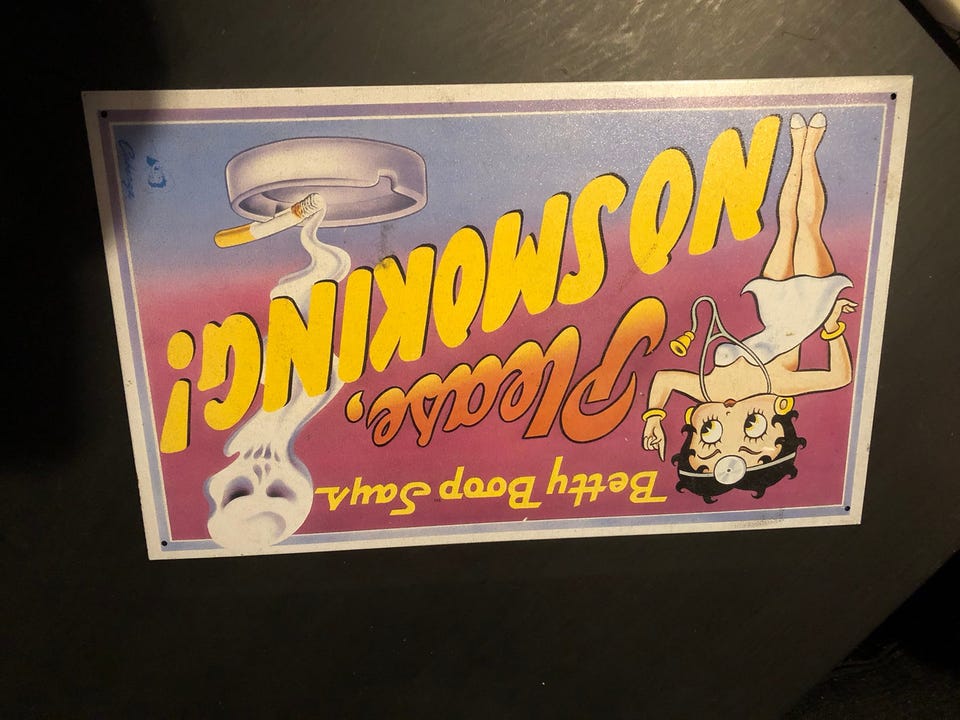 Betty Boop Says
Please,
NO SMOKING!